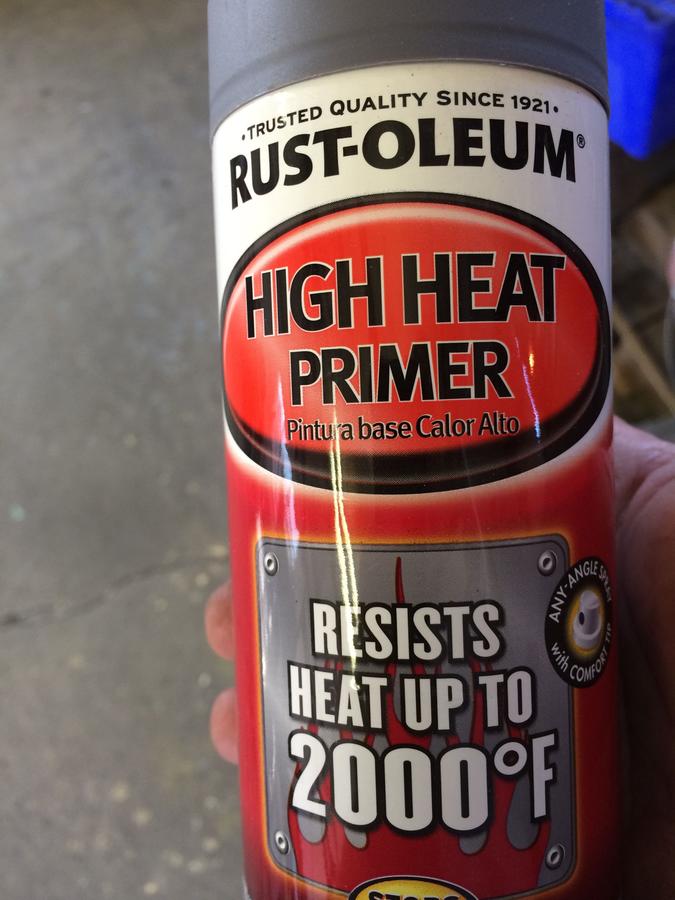 •TRUSTED QUALITY SINCE 1921•
RUST-OLEUM®
HIGH HEAT
PRIMER
Pintura base Calor Alto
ANY-ANGLE SPRAY
with COMFORT TIP
RESISTS
HEAT UP TO
2000°F
STOPS